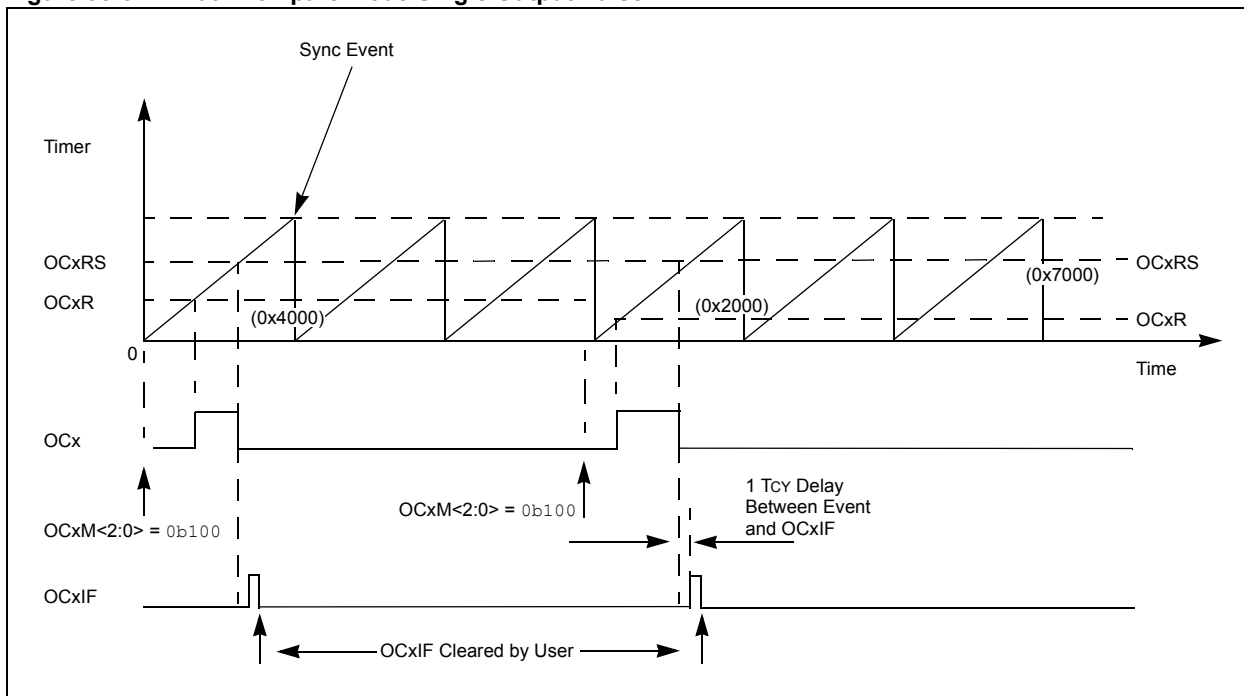 Sync Event
Timer
OCxRS
OCxRS
(0x7000)
OCxR
(0x4000)
(0x2000)
OCxR
0
Time
OCx
OCxM<2:0> = 0b100
OCxM<2:0> = 0b100
1 TCY Delay
Between Event
and OCxIF
OCxIF
OCxIF Cleared by User